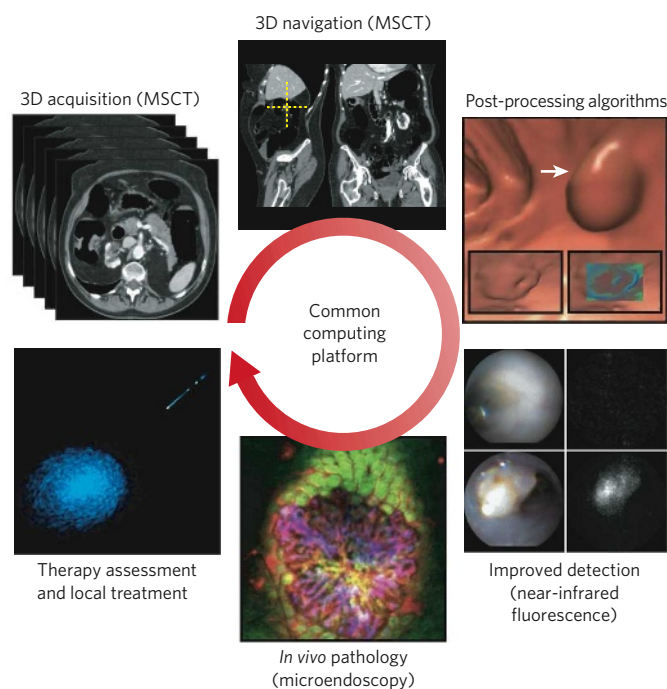 3D navigation (MSCT)
3D acquisition (MSCT)
Post-processing algorithms
Common
computing
platform
Therapy assessment
and local treatment
In vivo pathology
(microendoscopy)
Improved detection
(near-infrared
fluorescence)